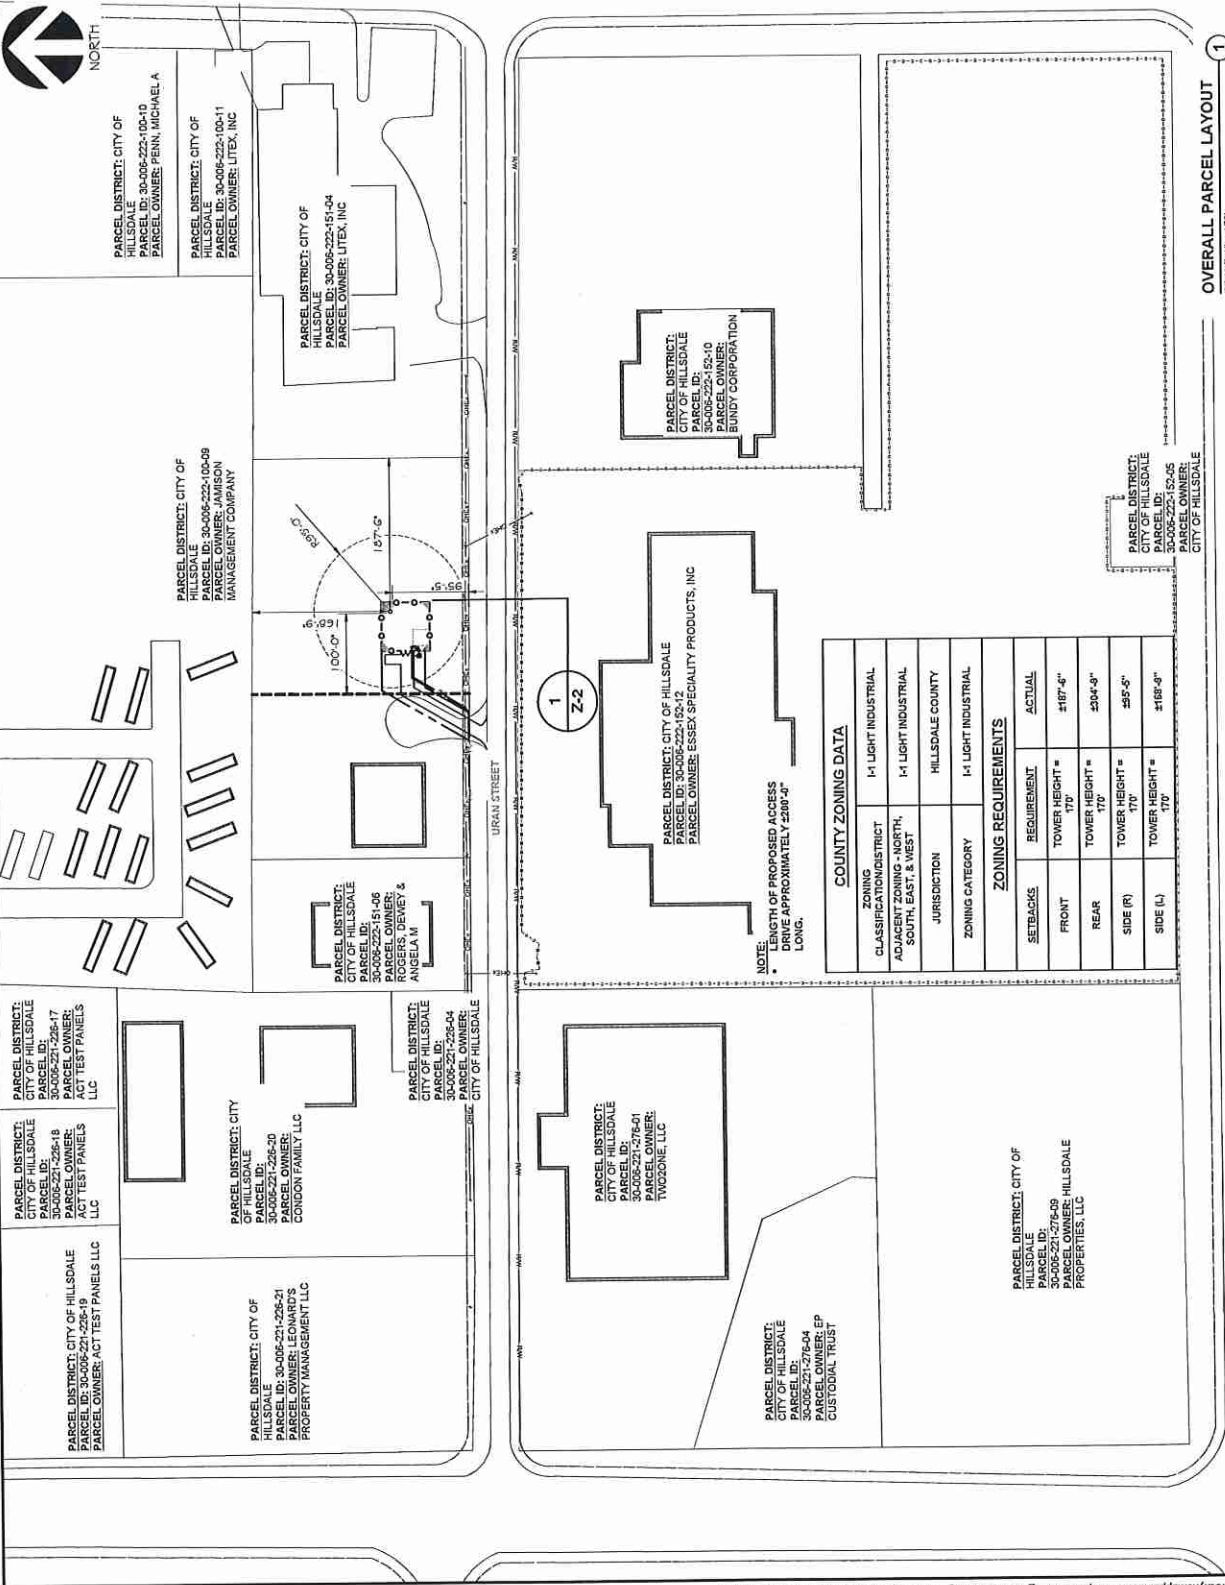 NORTH
PARCEL DISTRICT: CITY OF
HILLSDALE
PARCEL ID: 30-006-222-100-10
PARCEL OWNER: PENN, MICHAEL A
PARCEL DISTRICT: CITY OF
HILLSDALE
PARCEL ID: 30-006-222-100-11
PARCEL OWNER: LITEX, INC
PARCEL DISTRICT: CITY OF
HILLSDALE
PARCEL ID: 30-006-222-151-04
PARCEL OWNER: LITEX, INC
PARCEL DISTRICT: CITY OF
HILLSDALE
PARCEL ID: 30-006-222-100-09
PARCEL OWNER: JAMISON
MANAGEMENT COMPANY
R95'-0"
187'-6"
95'-5"
168'-9"
100'-0"
1
Z-2
URAN STREET
PARCEL DISTRICT:
CITY OF HILLSDALE
PARCEL ID:
30-006-222-151-06
PARCEL OWNER:
ROGERS, DEWEY &
ANGELA M
PARCEL DISTRICT:
CITY OF HILLSDALE
PARCEL ID:
30-006-221-226-17
PARCEL OWNER:
ACT TEST PANELS
LLC
PARCEL DISTRICT:
CITY OF HILLSDALE
PARCEL ID:
30-006-221-226-18
PARCEL OWNER:
ACT TEST PANELS
LLC
PARCEL DISTRICT: CITY OF HILLSDALE
PARCEL ID: 30-006-221-226-19
PARCEL OWNER: ACT TEST PANELS LLC
PARCEL DISTRICT:
CITY OF HILLSDALE
PARCEL ID:
30-006-221-226-04
PARCEL OWNER:
CITY OF HILLSDALE
PARCEL DISTRICT: CITY
OF HILLSDALE
PARCEL ID:
30-006-221-226-20
PARCEL OWNER:
CONDON FAMILY LLC
PARCEL DISTRICT: CITY OF
HILLSDALE
PARCEL ID: 30-006-221-226-21
PARCEL OWNER: LEONARD'S
PROPERTY MANAGEMENT LLC
PARCEL DISTRICT:
CITY OF HILLSDALE
PARCEL ID:
30-006-222-152-10
PARCEL OWNER:
BUNDY CORPORATION
PARCEL DISTRICT: CITY OF HILLSDALE
PARCEL ID: 30-006-222-152-12
PARCEL OWNER: ESSEX SPECIALITY PRODUCTS, INC
PARCEL DISTRICT:
CITY OF HILLSDALE
PARCEL ID:
30-006-221-276-01
PARCEL OWNER:
TWO2ONE, LLC
PARCEL DISTRICT:
CITY OF HILLSDALE
PARCEL ID:
30-006-221-276-04
PARCEL OWNER: EP
CUSTODIAL TRUST
PARCEL DISTRICT: CITY OF
HILLSDALE
PARCEL ID:
30-006-221-276-09
PARCEL OWNER: HILLSDALE
PROPERTIES, LLC
PARCEL DISTRICT:
CITY OF HILLSDALE
PARCEL ID:
30-006-222-152-05
PARCEL OWNER:
CITY OF HILLSDALE
NOTE:
• LENGTH OF PROPOSED ACCESS
DRIVE APPROXIMATELY ±200'-0"
LONG.
COUNTY ZONING DATA
ZONING CLASSIFICATION/DISTRICT I-1 LIGHT INDUSTRIAL
ADJACENT ZONING - NORTH, SOUTH, EAST, & WEST I-1 LIGHT INDUSTRIAL
JURISDICTION HILLSDALE COUNTY
ZONING CATEGORY I-1 LIGHT INDUSTRIAL
ZONING REQUIREMENTS
SETBACKS REQUIREMENT ACTUAL
FRONT TOWER HEIGHT = 170' ±187'-6"
REAR TOWER HEIGHT = 170' ±304'-9"
SIDE (R) TOWER HEIGHT = 170' ±95'-5"
SIDE (L) TOWER HEIGHT = 170' ±168'-9"
OVERALL PARCEL LAYOUT
1